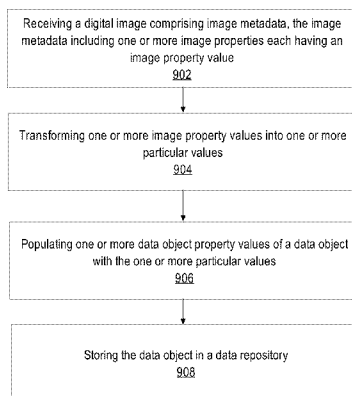 Receiving a digital image comprising image metadata, the image
metadata including one or more image properties each having an
image property value
902
Transforming one or more image property values into one or more
particular values
904
Populating one or more data object property values of a data object
with the one or more particular values
906
Storing the data object in a data repository
908